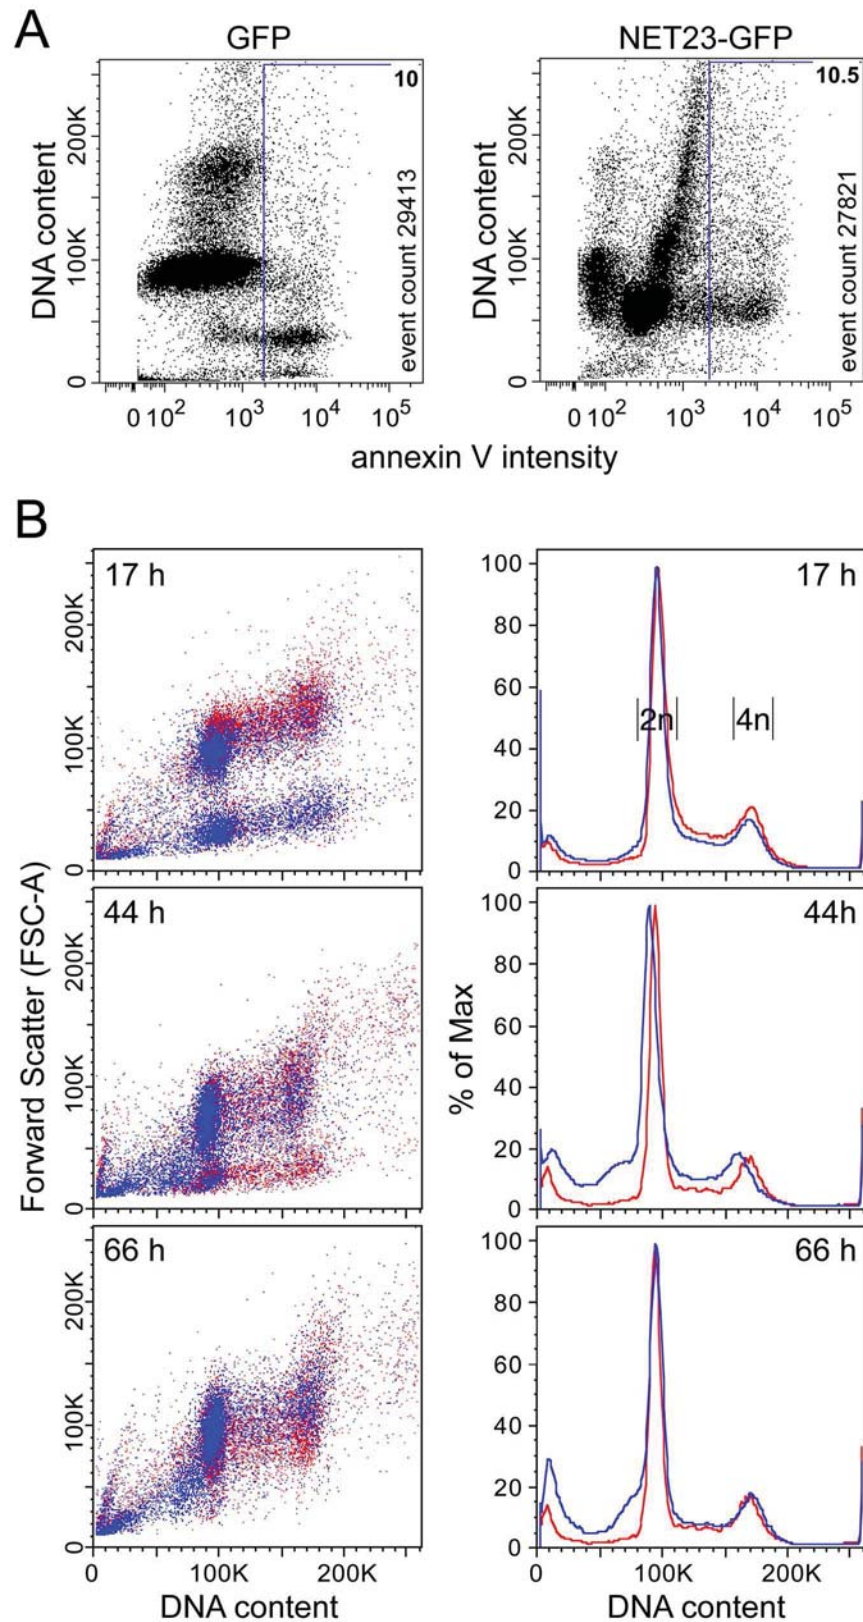 A
GFP
NET23-GFP
DNA content
0
100K
200K
10
event count 29413
0 10² 10³ 10⁴ 10⁵
DNA content
0
100K
200K
10.5
event count 27821
0 10² 10³ 10⁴ 10⁵
annexin V intensity
B
Forward Scatter (FSC-A)
17 h
200K
100K
0
44 h
200K
100K
0
66 h
200K
100K
0
0 100K 200K
DNA content
% of Max
17 h
100
80
60
40
20
0
2n
4n
44h
100
80
60
40
20
0
66 h
100
80
60
40
20
0
0 100K 200K
DNA content